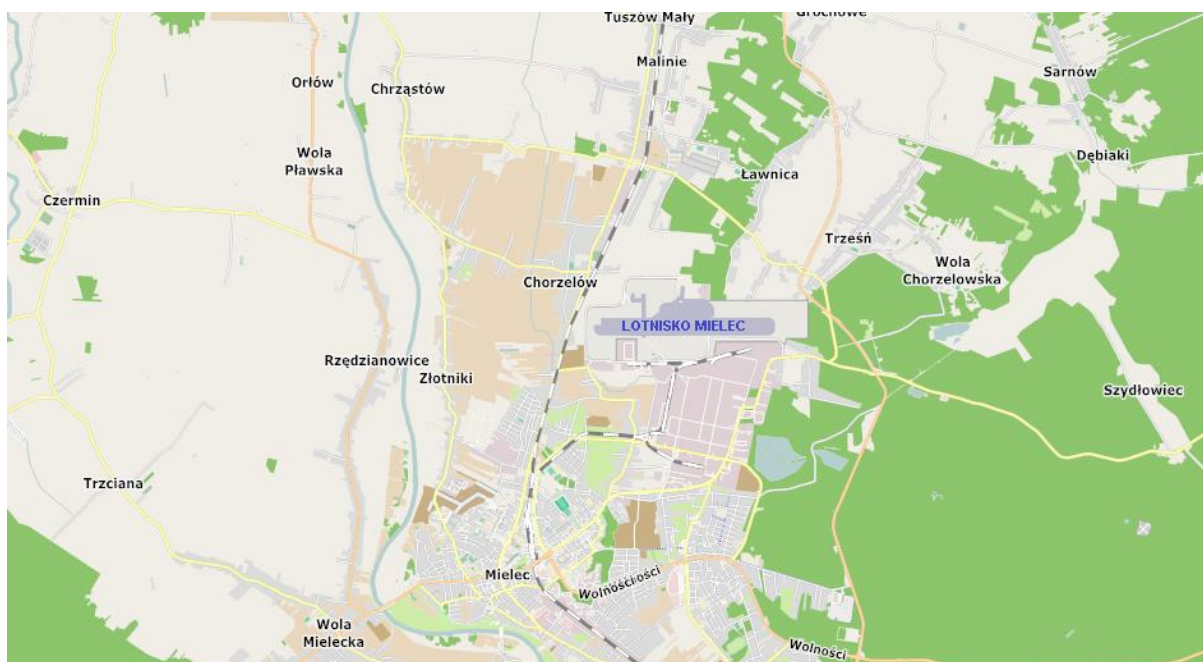 Tuszów Mały
Grochowe
Malinie
Sarnów
Orłów
Chrząstów
Wola
Pławska
Dębiaki
Ławnica
Czermin
Trześń
Wola
Chorzelowska
Chorzelów
LOTNISKO MIELEC
Rzędzianowice
Złotniki
Szydłowiec
Trzciana
Mielec
Wolnościości
Wola
Mielecka
Wolności